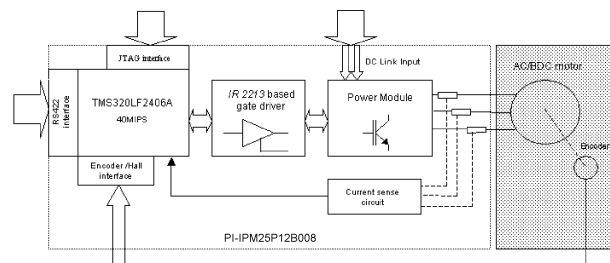 JTAG interface
DC Link Input
AC/BDC motor
RS422
interface
TMS320LF2406A
40MIPS
IR 2213 based
gate driver
Power Module
Encoder
Encoder /Hall
interface
Current sense
circuit
PI-IPM25P12B008